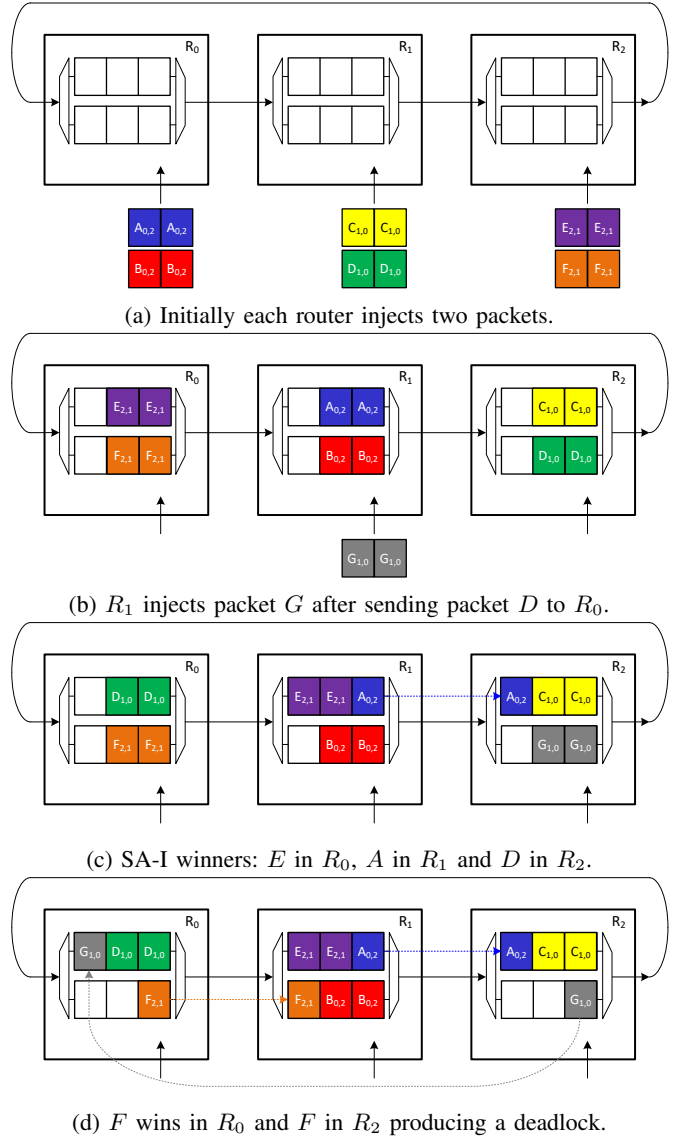 R0 R1 R2
A0,2 A0,2 C1,0 C1,0 E2,1 E2,1
B0,2 B0,2 D1,0 D1,0 F2,1 F2,1
(a) Initially each router injects two packets.
R0 R1 R2
E2,1 E2,1 A0,2 A0,2 C1,0 C1,0
F2,1 F2,1 B0,2 B0,2 D1,0 D1,0
G1,0 G1,0
(b) R1 injects packet G after sending packet D to R0.
R0 R1 R2
D1,0 D1,0 E2,1 E2,1 A0,2 A0,2 C1,0 C1,0
F2,1 F2,1 B0,2 B0,2 G1,0 G1,0
(c) SA-I winners: E in R0, A in R1 and D in R2.
R0 R1 R2
G1,0 D1,0 D1,0 E2,1 E2,1 A0,2 A0,2 C1,0 C1,0
F2,1 F2,1 B0,2 B0,2 G1,0
(d) F wins in R0 and F in R2 producing a deadlock.